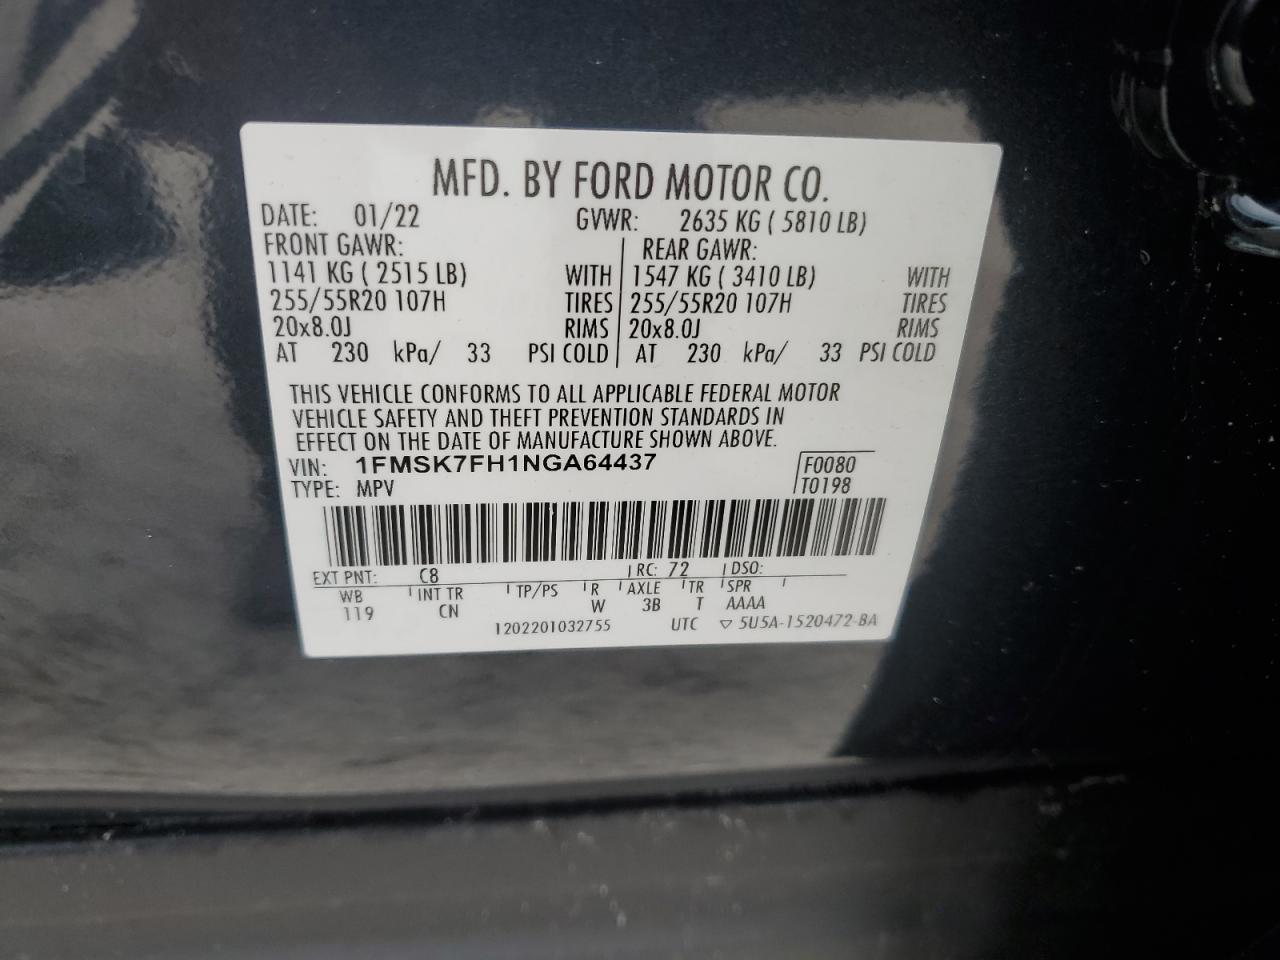 MFD. BY FORD MOTOR CO.
DATE: 01/22 GVWR: 2635 KG ( 5810 LB)
FRONT GAWR: REAR GAWR:
1141 KG ( 2515 LB) WITH 1547 KG ( 3410 LB) WITH
255/55R20 107H TIRES 255/55R20 107H TIRES
20x8.0J RIMS 20x8.0J RIMS
AT 230 kPa/ 33 PSI COLD AT 230 kPa/ 33 PSI COLD
THIS VEHICLE CONFORMS TO ALL APPLICABLE FEDERAL MOTOR
VEHICLE SAFETY AND THEFT PREVENTION STANDARDS IN
EFFECT ON THE DATE OF MANUFACTURE SHOWN ABOVE.
VIN: 1FMSK7FH1NGA64437 F0080
TYPE: MPV T0198
EXT PNT: C8 RC: 72 DSO:
WB INT TR TP/PS R AXLE TR SPR
119 CN W 3B T AAAA
1202201032755 UTC ▽ 5U5A-1520472-BA